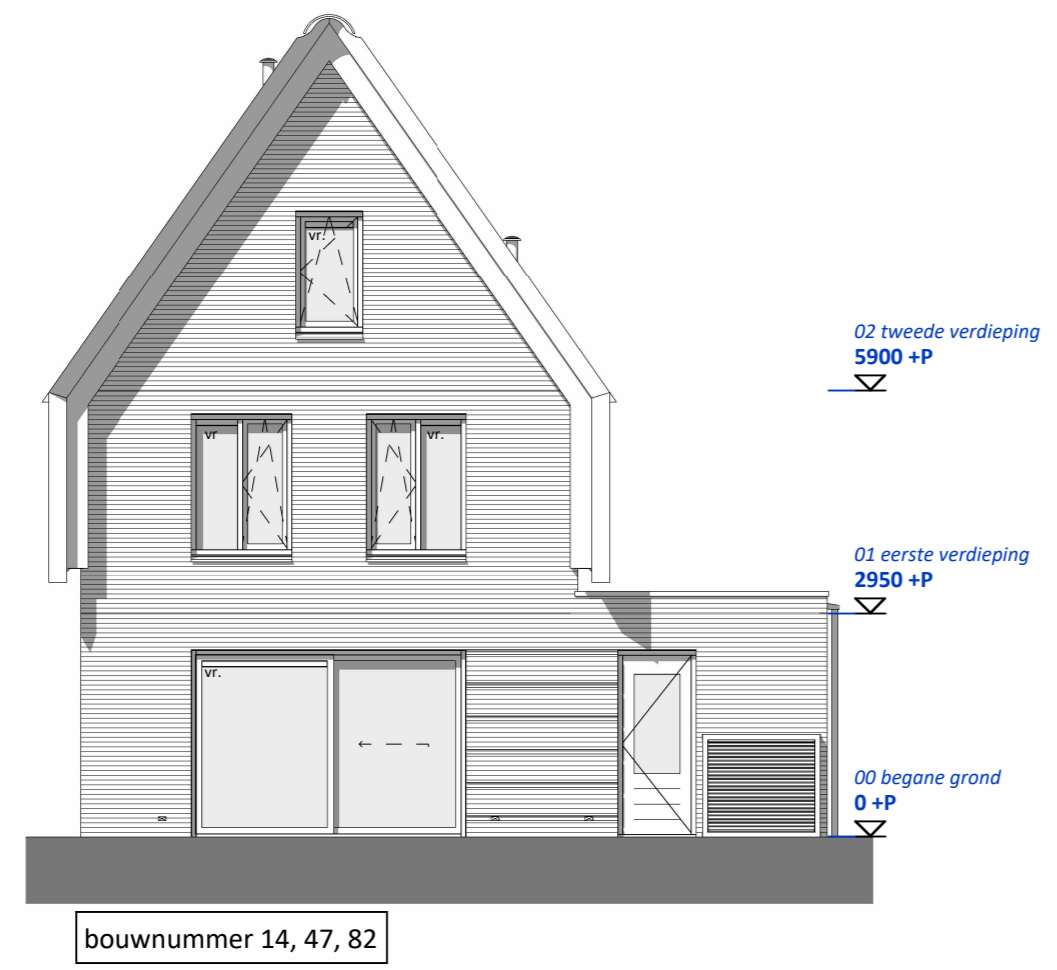 vr.
02 tweede verdieping
5900 +P
vr
vr.
01 eerste verdieping
2950 +P
vr.
00 begane grond
0 +P
bouwnummer 14, 47, 82